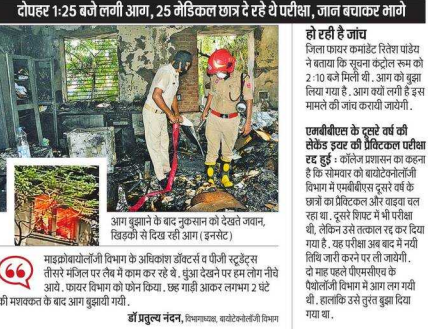 दोपहर 1:25 बजे लगी आग, 25 मेडिकल छात्र दे रहे थे परीक्षा, जान बचाकर भागे
आग बुझाने के बाद नुकसान को देखते जवान,
खिड़की से दिख रही आग (इनसेट)
माइक्रोबायोलॉजी विभाग के अधिकांश डॉक्टर्स व पीजी स्टूडेंट्स
तीसरे मंजिल पर लैब में काम कर रहे थे. धुंआ देखने पर हम लोग नीचे
आये. फायर विभाग को फोन किया. छह गाड़ी आकर लगभग 2 घंटे
की मशक्कत के बाद आग बुझायी गयी.
डॉ प्रतुल्य नंदन, विभागाध्यक्ष, बायोटेक्नोलॉजी विभाग
हो रही है जांच
जिला फायर कमांडेंट रितेश पांडेय
ने बताया कि सूचना कंट्रोल रूम को
2:10 बजे मिली थी. आग को बुझा
लिया गया है. आग क्यों लगी है इस
मामले की जांच करायी जायेगी.
एमबीबीएस के दूसरे वर्ष की
सेकेंड इयर की प्रैक्टिकल परीक्षा
रद्द हुई : कॉलेज प्रशासन का कहना
है कि सोमवार को बायोटेक्नोलॉजी
विभाग में एमबीबीएस दूसरे वर्ष के
छात्रों का प्रैक्टिकल और वाइवा चल
रहा था. दूसरे शिफ्ट में भी परीक्षा
थी, लेकिन उसे तत्काल रद्द कर दिया
गया है. यह परीक्षा अब बाद में नयी
तिथि जारी करने पर ली जायेगी.
दो माह पहले पीएमसीएच के
पैथोलॉजी विभाग में आग लग गयी
थी. हालांकि उसे तुरंत बुझा दिया
गया था.